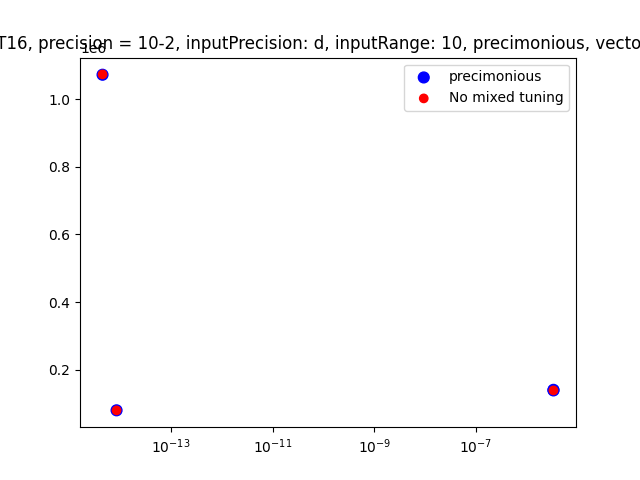 T16, precision = 10-2, inputPrecision: d, inputRange: 10, precimonious, vecto
1e6
precimonious
No mixed tuning
1.0
0.8
0.6
0.4
0.2
10⁻¹³ 10⁻¹¹ 10⁻⁹ 10⁻⁷